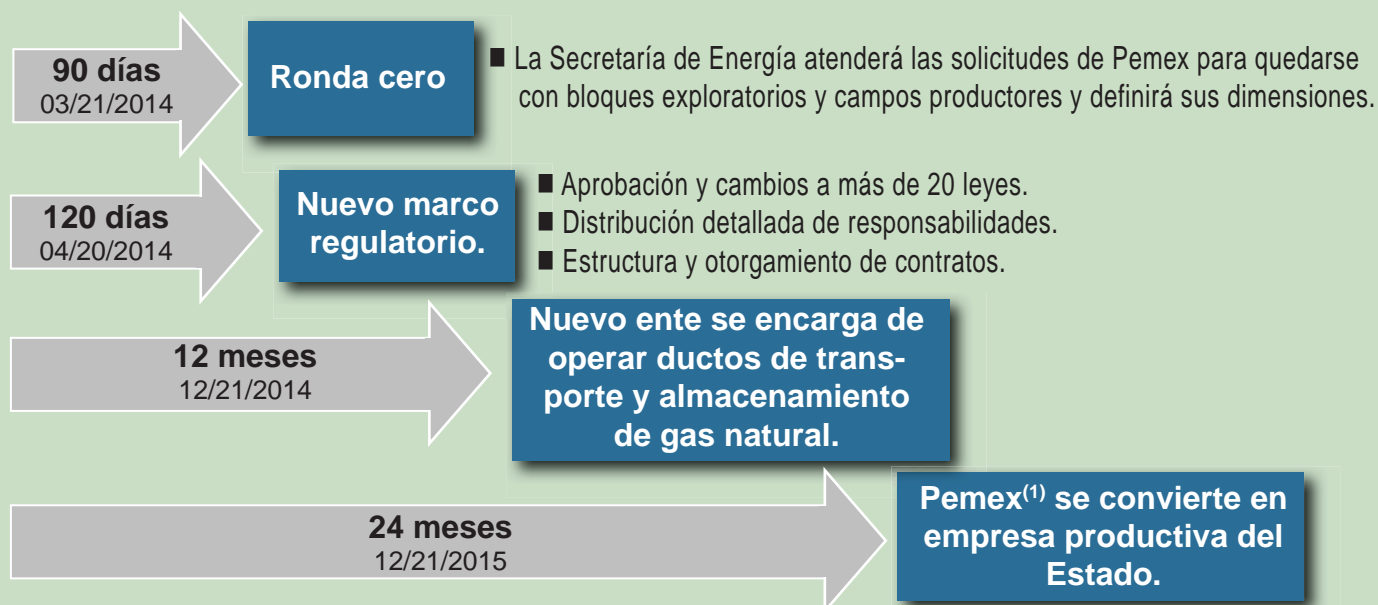 90 días
03/21/2014
Ronda cero
■ La Secretaría de Energía atenderá las solicitudes de Pemex para quedarse
con bloques exploratorios y campos productores y definirá sus dimensiones.
120 días
04/20/2014
Nuevo marco
regulatorio.
■ Aprobación y cambios a más de 20 leyes.
■ Distribución detallada de responsabilidades.
■ Estructura y otorgamiento de contratos.
12 meses
12/21/2014
Nuevo ente se encarga de
operar ductos de trans-
porte y almacenamiento
de gas natural.
24 meses
12/21/2015
Pemex(1) se convierte en
empresa productiva del
Estado.